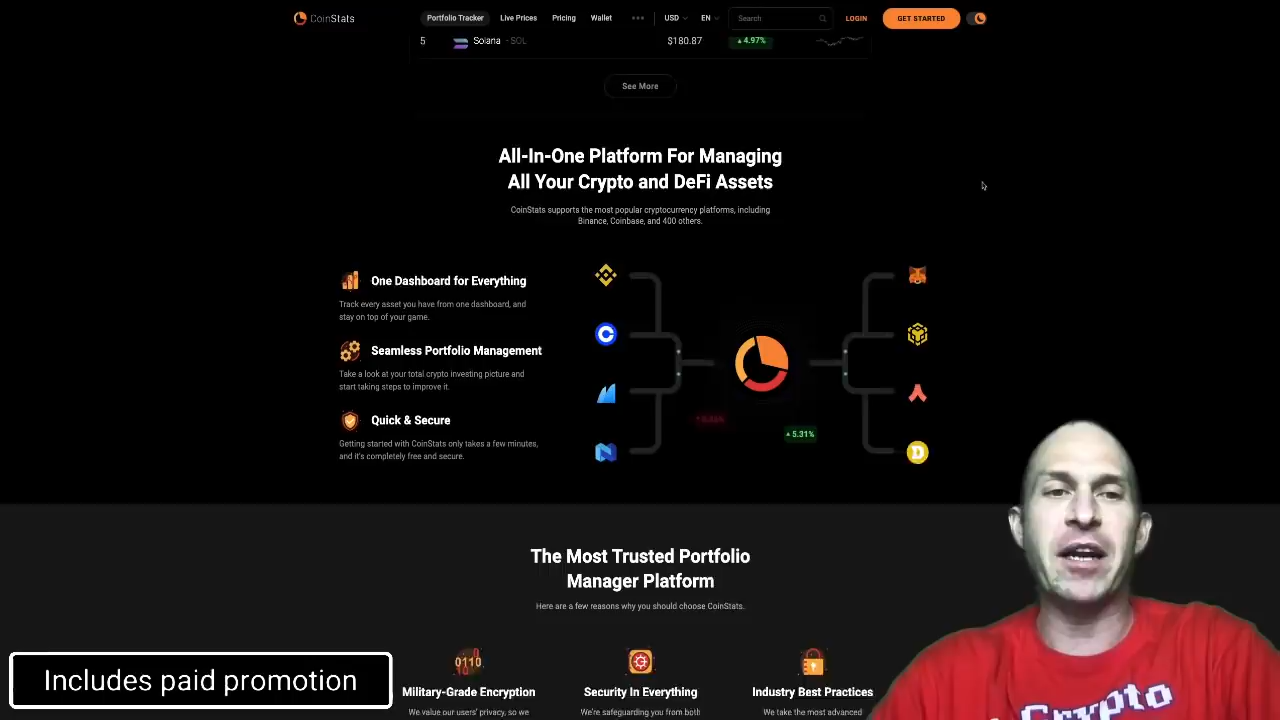 CoinStats
Portfolio Tracker
Live Prices
Pricing
Wallet
USD
EN
Search
LOGIN
GET STARTED
5
Solana - SOL
$180.87
4.97%
See More
All-In-One Platform For Managing
All Your Crypto and DeFi Assets
CoinStats supports the most popular cryptocurrency platforms, including
Binance, Coinbase, and 400 others.
One Dashboard for Everything
Track every asset you have from one dashboard, and
stay on top of your game.
Seamless Portfolio Management
Take a look at your total crypto investing picture and
start taking steps to improve it.
Quick & Secure
Getting started with CoinStats only takes a few minutes,
and it's completely free and secure.
5.31%
The Most Trusted Portfolio
Manager Platform
Here are a few reasons why you should choose CoinStats.
0110
Military-Grade Encryption
We value our users' privacy, so we
Security In Everything
We're safeguarding you from both
Industry Best Practices
We take the most advanced
Includes paid promotion
Crypto